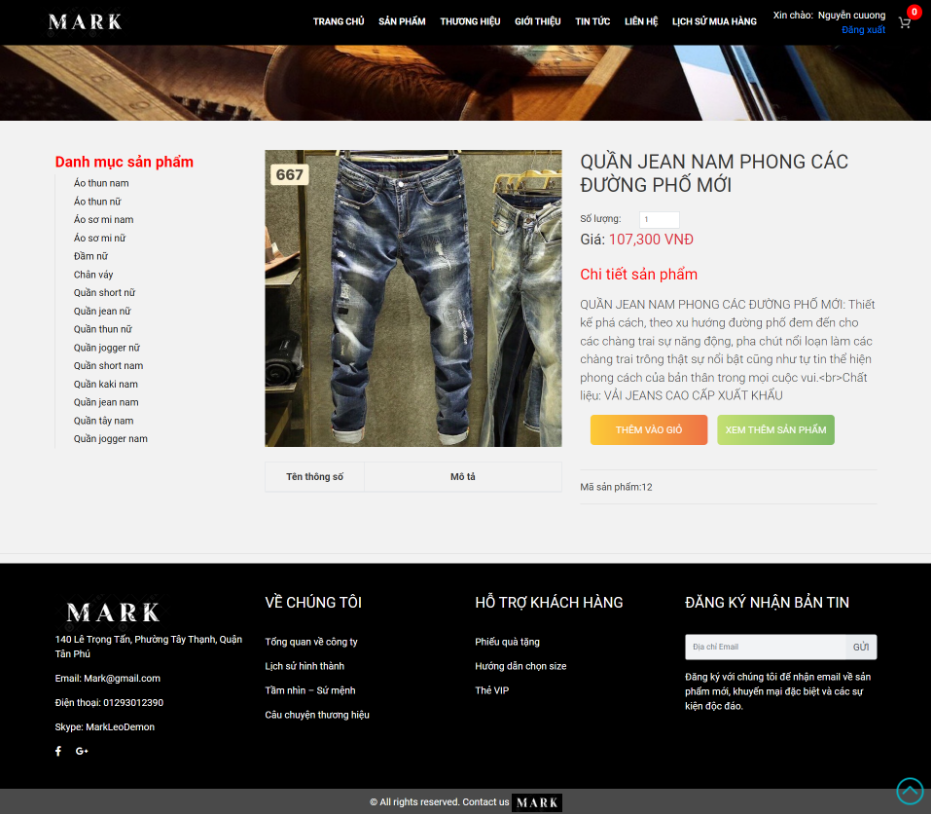 MARK
TRANG CHỦ SẢN PHẨM THƯƠNG HIỆU GIỚI THIỆU TIN TỨC LIÊN HỆ LỊCH SỬ MUA HÀNG
Xin chào: Nguyễn cuuong
Đăng xuất
0
Danh mục sản phẩm
Áo thun nam
Áo thun nữ
Áo sơ mi nam
Áo sơ mi nữ
Đầm nữ
Chân váy
Quần short nữ
Quần jean nữ
Quần thun nữ
Quần jogger nữ
Quần short nam
Quần kaki nam
Quần jean nam
Quần tây nam
Quần jogger nam
667
Tên thông số Mô tả
QUẦN JEAN NAM PHONG CÁC
ĐƯỜNG PHỐ MỚI
Số lượng: 1
Giá: 107,300 VNĐ
Chi tiết sản phẩm
QUẦN JEAN NAM PHONG CÁC ĐƯỜNG PHỐ MỚI: Thiết
kế phá cách, theo xu hướng đường phố đem đến cho
các chàng trai sự năng động, pha chút nổi loạn làm các
chàng trai trông thật sự nổi bật cũng như tự tin thể hiện
phong cách của bản thân trong mọi cuộc vui.<br>Chất
liệu: VẢI JEANS CAO CẤP XUẤT KHẨU
THÊM VÀO GIỎ XEM THÊM SẢN PHẨM
Mã sản phẩm:12
MARK
140 Lê Trọng Tấn, Phường Tây Thạnh, Quận
Tân Phú
Email: Mark@gmail.com
Điện thoại: 01293012390
Skype: MarkLeoDemon
VỀ CHÚNG TÔI
Tổng quan về công ty
Lịch sử hình thành
Tầm nhìn – Sứ mệnh
Câu chuyện thương hiệu
HỖ TRỢ KHÁCH HÀNG
Phiếu quà tặng
Hướng dẫn chọn size
Thẻ VIP
ĐĂNG KÝ NHẬN BẢN TIN
Địa chỉ Email GỬI
Đăng ký với chúng tôi để nhận email về sản
phẩm mới, khuyến mại đặc biệt và các sự
kiện độc đáo.
© All rights reserved. Contact us MARK